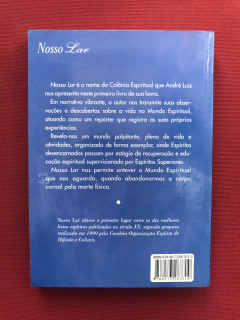 Nosso Lar
Nosso Lar é o nome da Colônia Espiritual que André Luiz
nos apresenta neste primeiro livro de sua lavra.
Em narrativa vibrante, o autor nos transmite suas observações
e descobertas sobre a vida no Mundo Espiritual,
atuando como um repórter que registra as suas próprias
experiências.
Revela-nos um mundo palpitante, pleno de vida e
atividades, organizado de forma exemplar, onde Espíritos
desencarnados passam por estágio de recuperação e educação
espiritual supervisionado por Espíritos Superiores.
Nosso Lar nos permite antever o Mundo Espiritual
que nos aguarda, quando abandonarmos o corpo
carnal pela morte física.
Nosso Lar obteve o primeiro lugar entre os dez melhores
livros espíritas publicados no século XX, segundo pesquisa
realizada em 1999 pela Candeia Organização Espírita de
Difusão e Cultura.